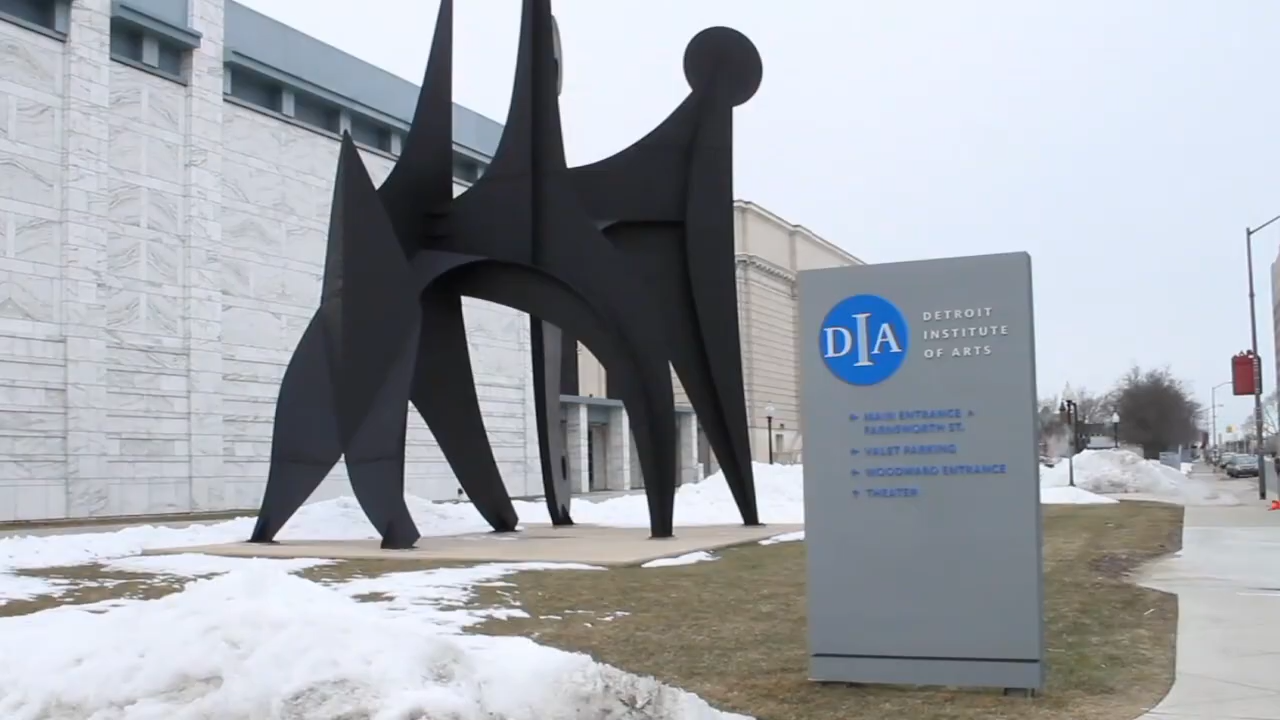 DIA
DETROIT
INSTITUTE
OF ARTS
MAIN ENTRANCE
FARNSWORTH ST.
VALET PARKING
WOODWARD ENTRANCE
THEATER